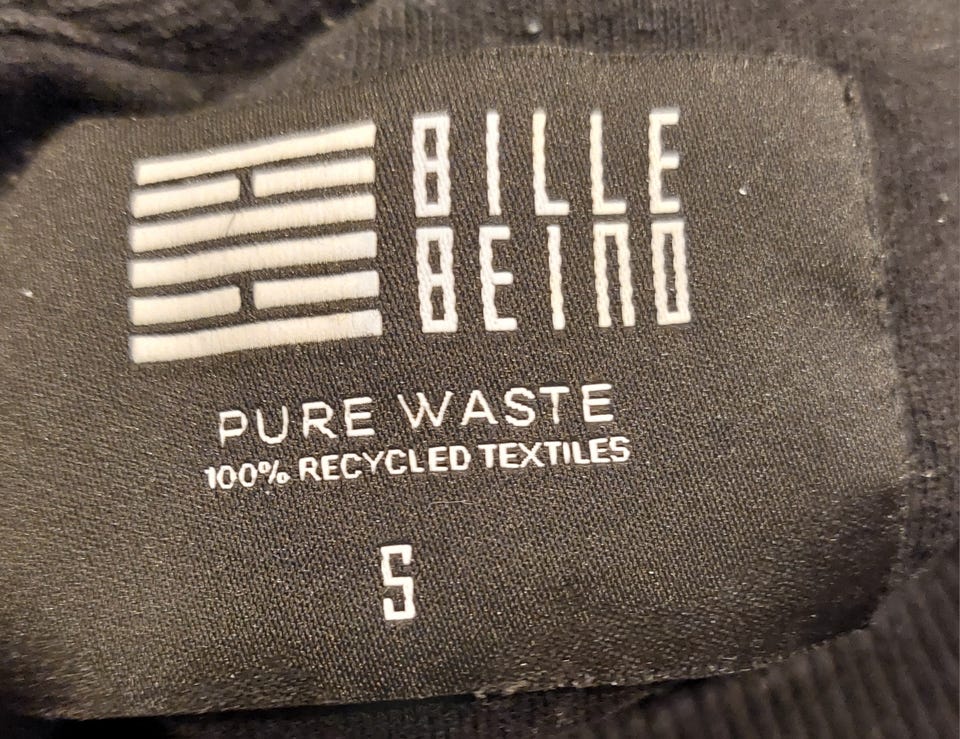 BILLE
BEINO
PURE WASTE
100% RECYCLED TEXTILES
S